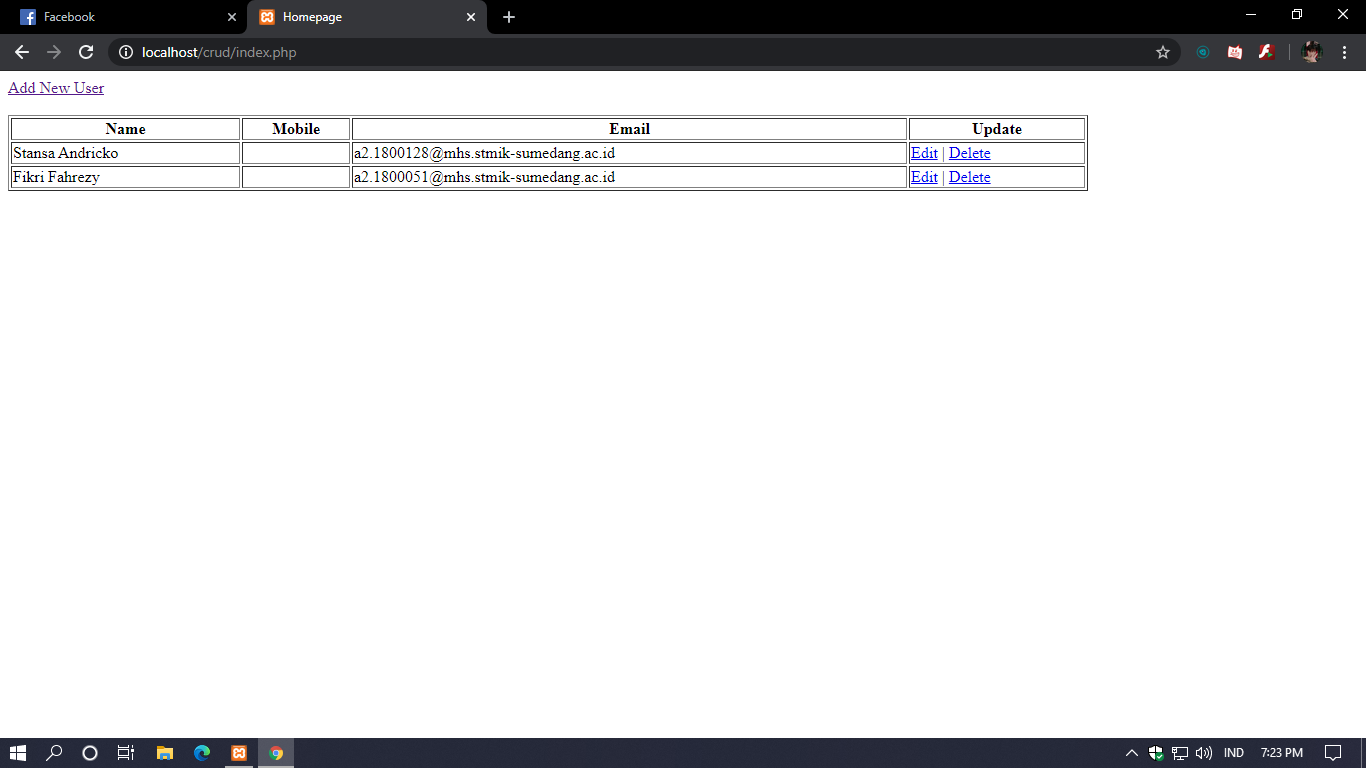 Facebook
Homepage
localhost/crud/index.php
Add New User
Name Mobile Email Update
Stansa Andricko a2.1800128@mhs.stmik-sumedang.ac.id Edit | Delete
Fikri Fahrezy a2.1800051@mhs.stmik-sumedang.ac.id Edit | Delete
IND 7:23 PM